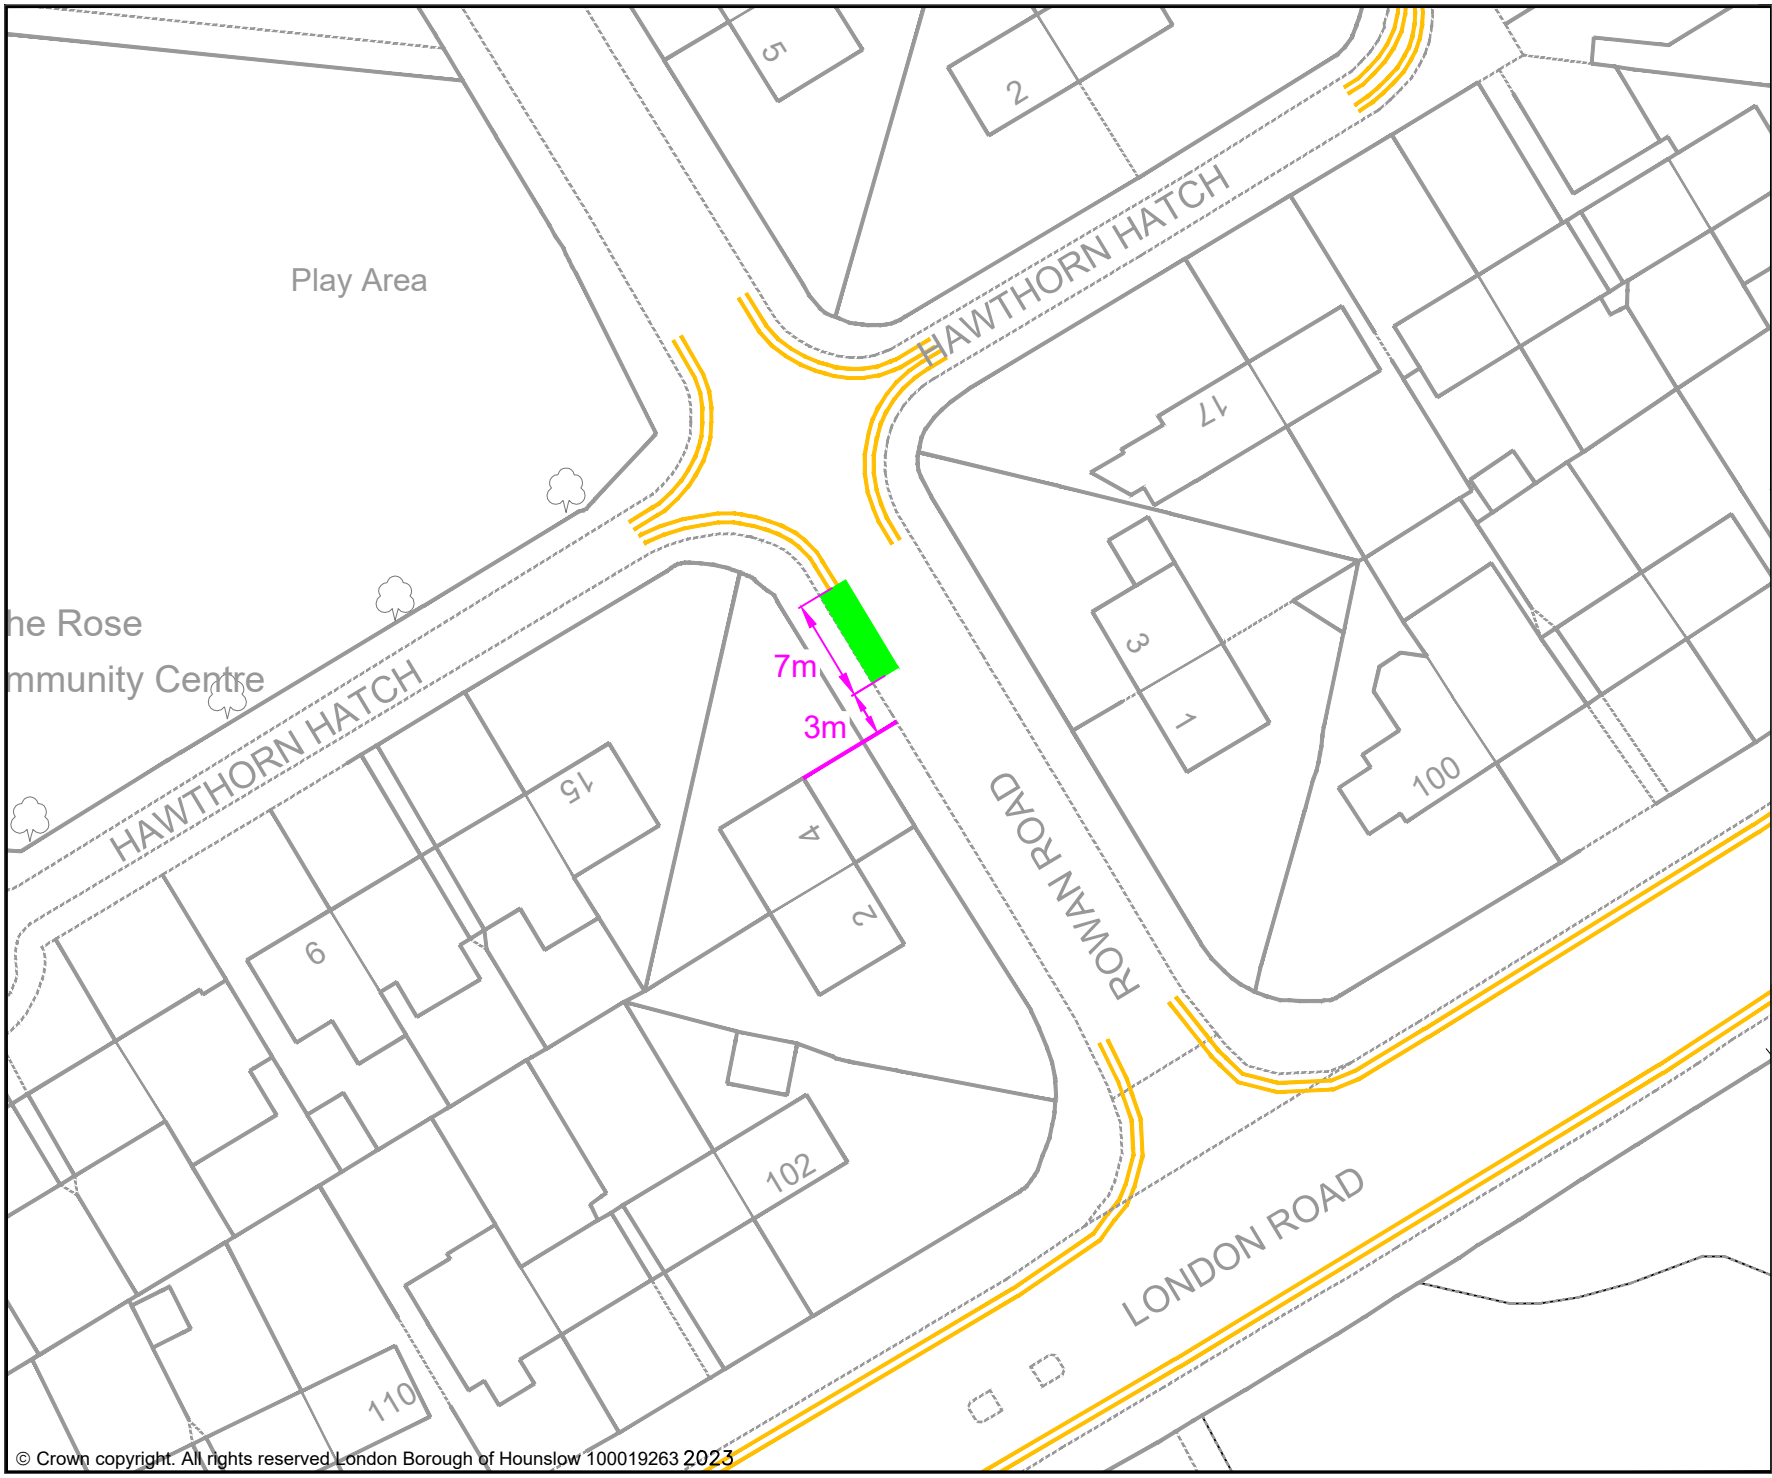 5
2
HAWTHORN HATCH
Play Area
17
he Rose
mmunity Centre
HAWTHORN HATCH
7m
3m
3
1
15
4
2
ROWAN ROAD
100
9
102
LONDON ROAD
110
© Crown copyright. All rights reserved London Borough of Hounslow 100019263 2023